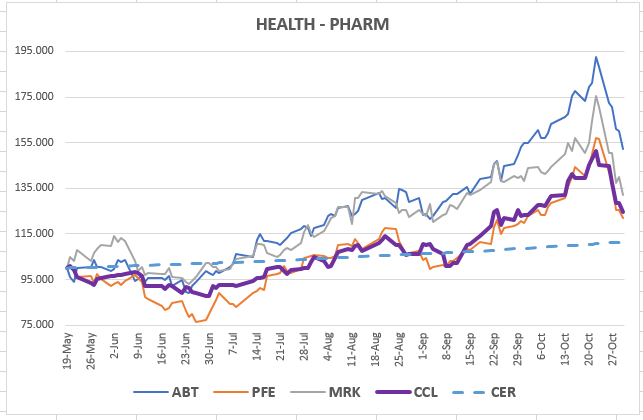 HEALTH - PHARM
195.000
175.000
155.000
135.000
115.000
95.000
75.000
19-May
26-May
2-Jun
9-Jun
16-Jun
23-Jun
30-Jun
7-Jul
14-Jul
21-Jul
28-Jul
4-Aug
11-Aug
18-Aug
25-Aug
1-Sep
8-Sep
15-Sep
22-Sep
29-Sep
6-Oct
13-Oct
20-Oct
27-Oct
ABT PFE MRK CCL CER